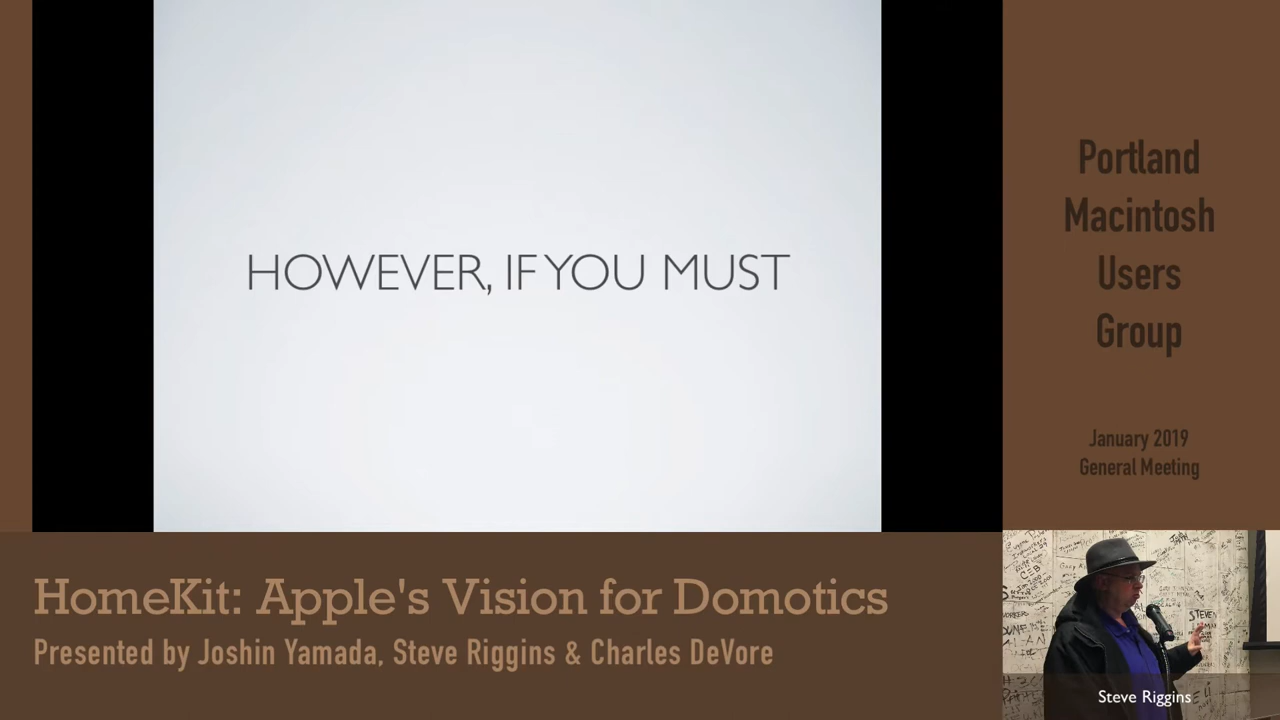 HOWEVER, IF YOU MUST
Portland
Macintosh
Users
Group
January 2019
General Meeting
HomeKit: Apple's Vision for Domotics
Presented by Joshin Yamada, Steve Riggins & Charles DeVore
STEVEN
Steve Riggins